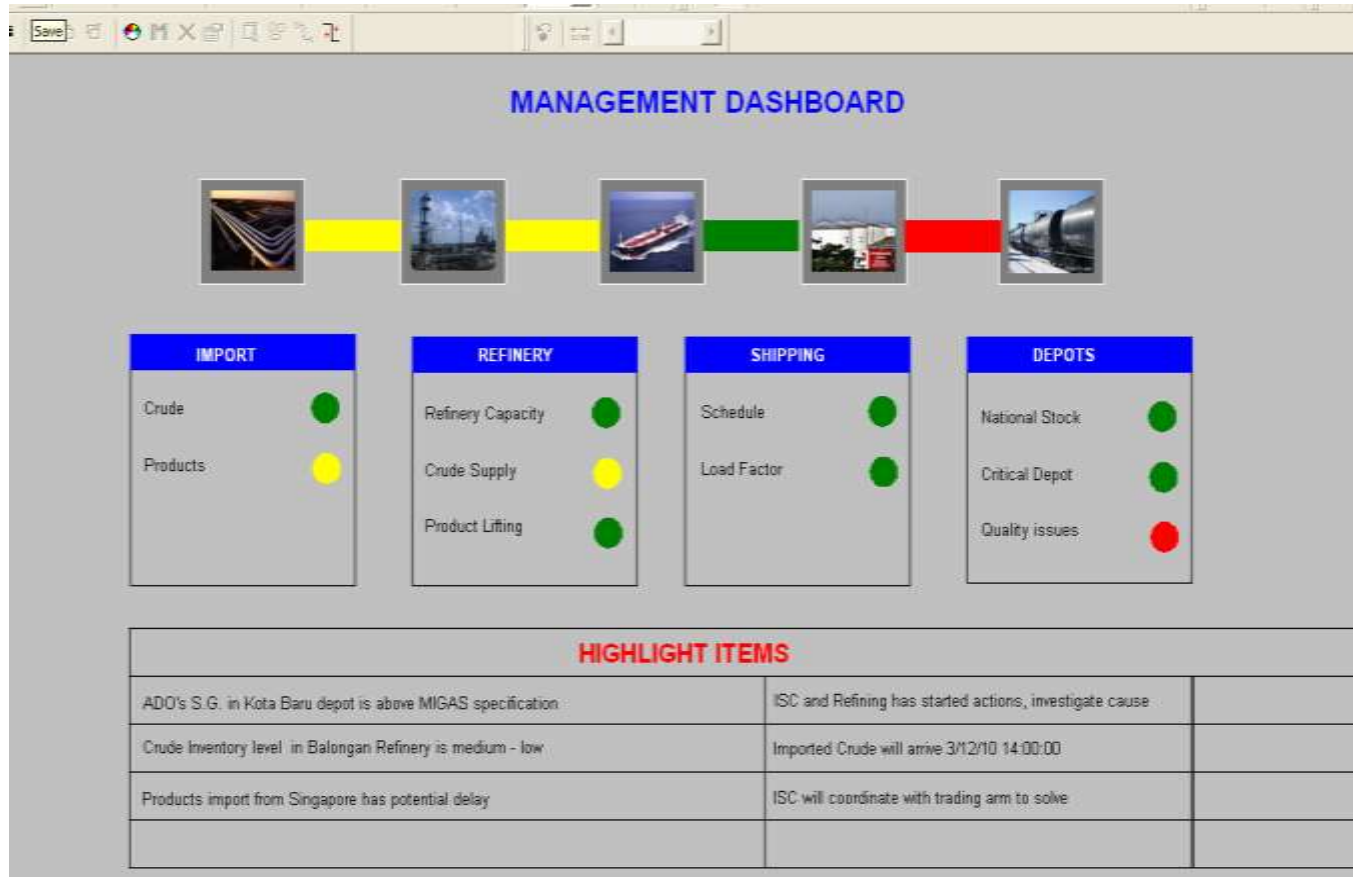 Save
MANAGEMENT DASHBOARD
IMPORT
Crude
Products
REFINERY
Refinery Capacity
Crude Supply
Product Lifting
SHIPPING
Schedule
Load Factor
DEPOTS
National Stock
Critical Depot
Quality issues
HIGHLIGHT ITEMS
ADO's S.G. in Kota Baru depot is above MIGAS specification
ISC and Refining has started actions, investigate cause
Crude Inventory level in Balongan Refinery is medium - low
Imported Crude will arrive 3/12/10 14:00:00
Products import from Singapore has potential delay
ISC will coordinate with trading arm to solve